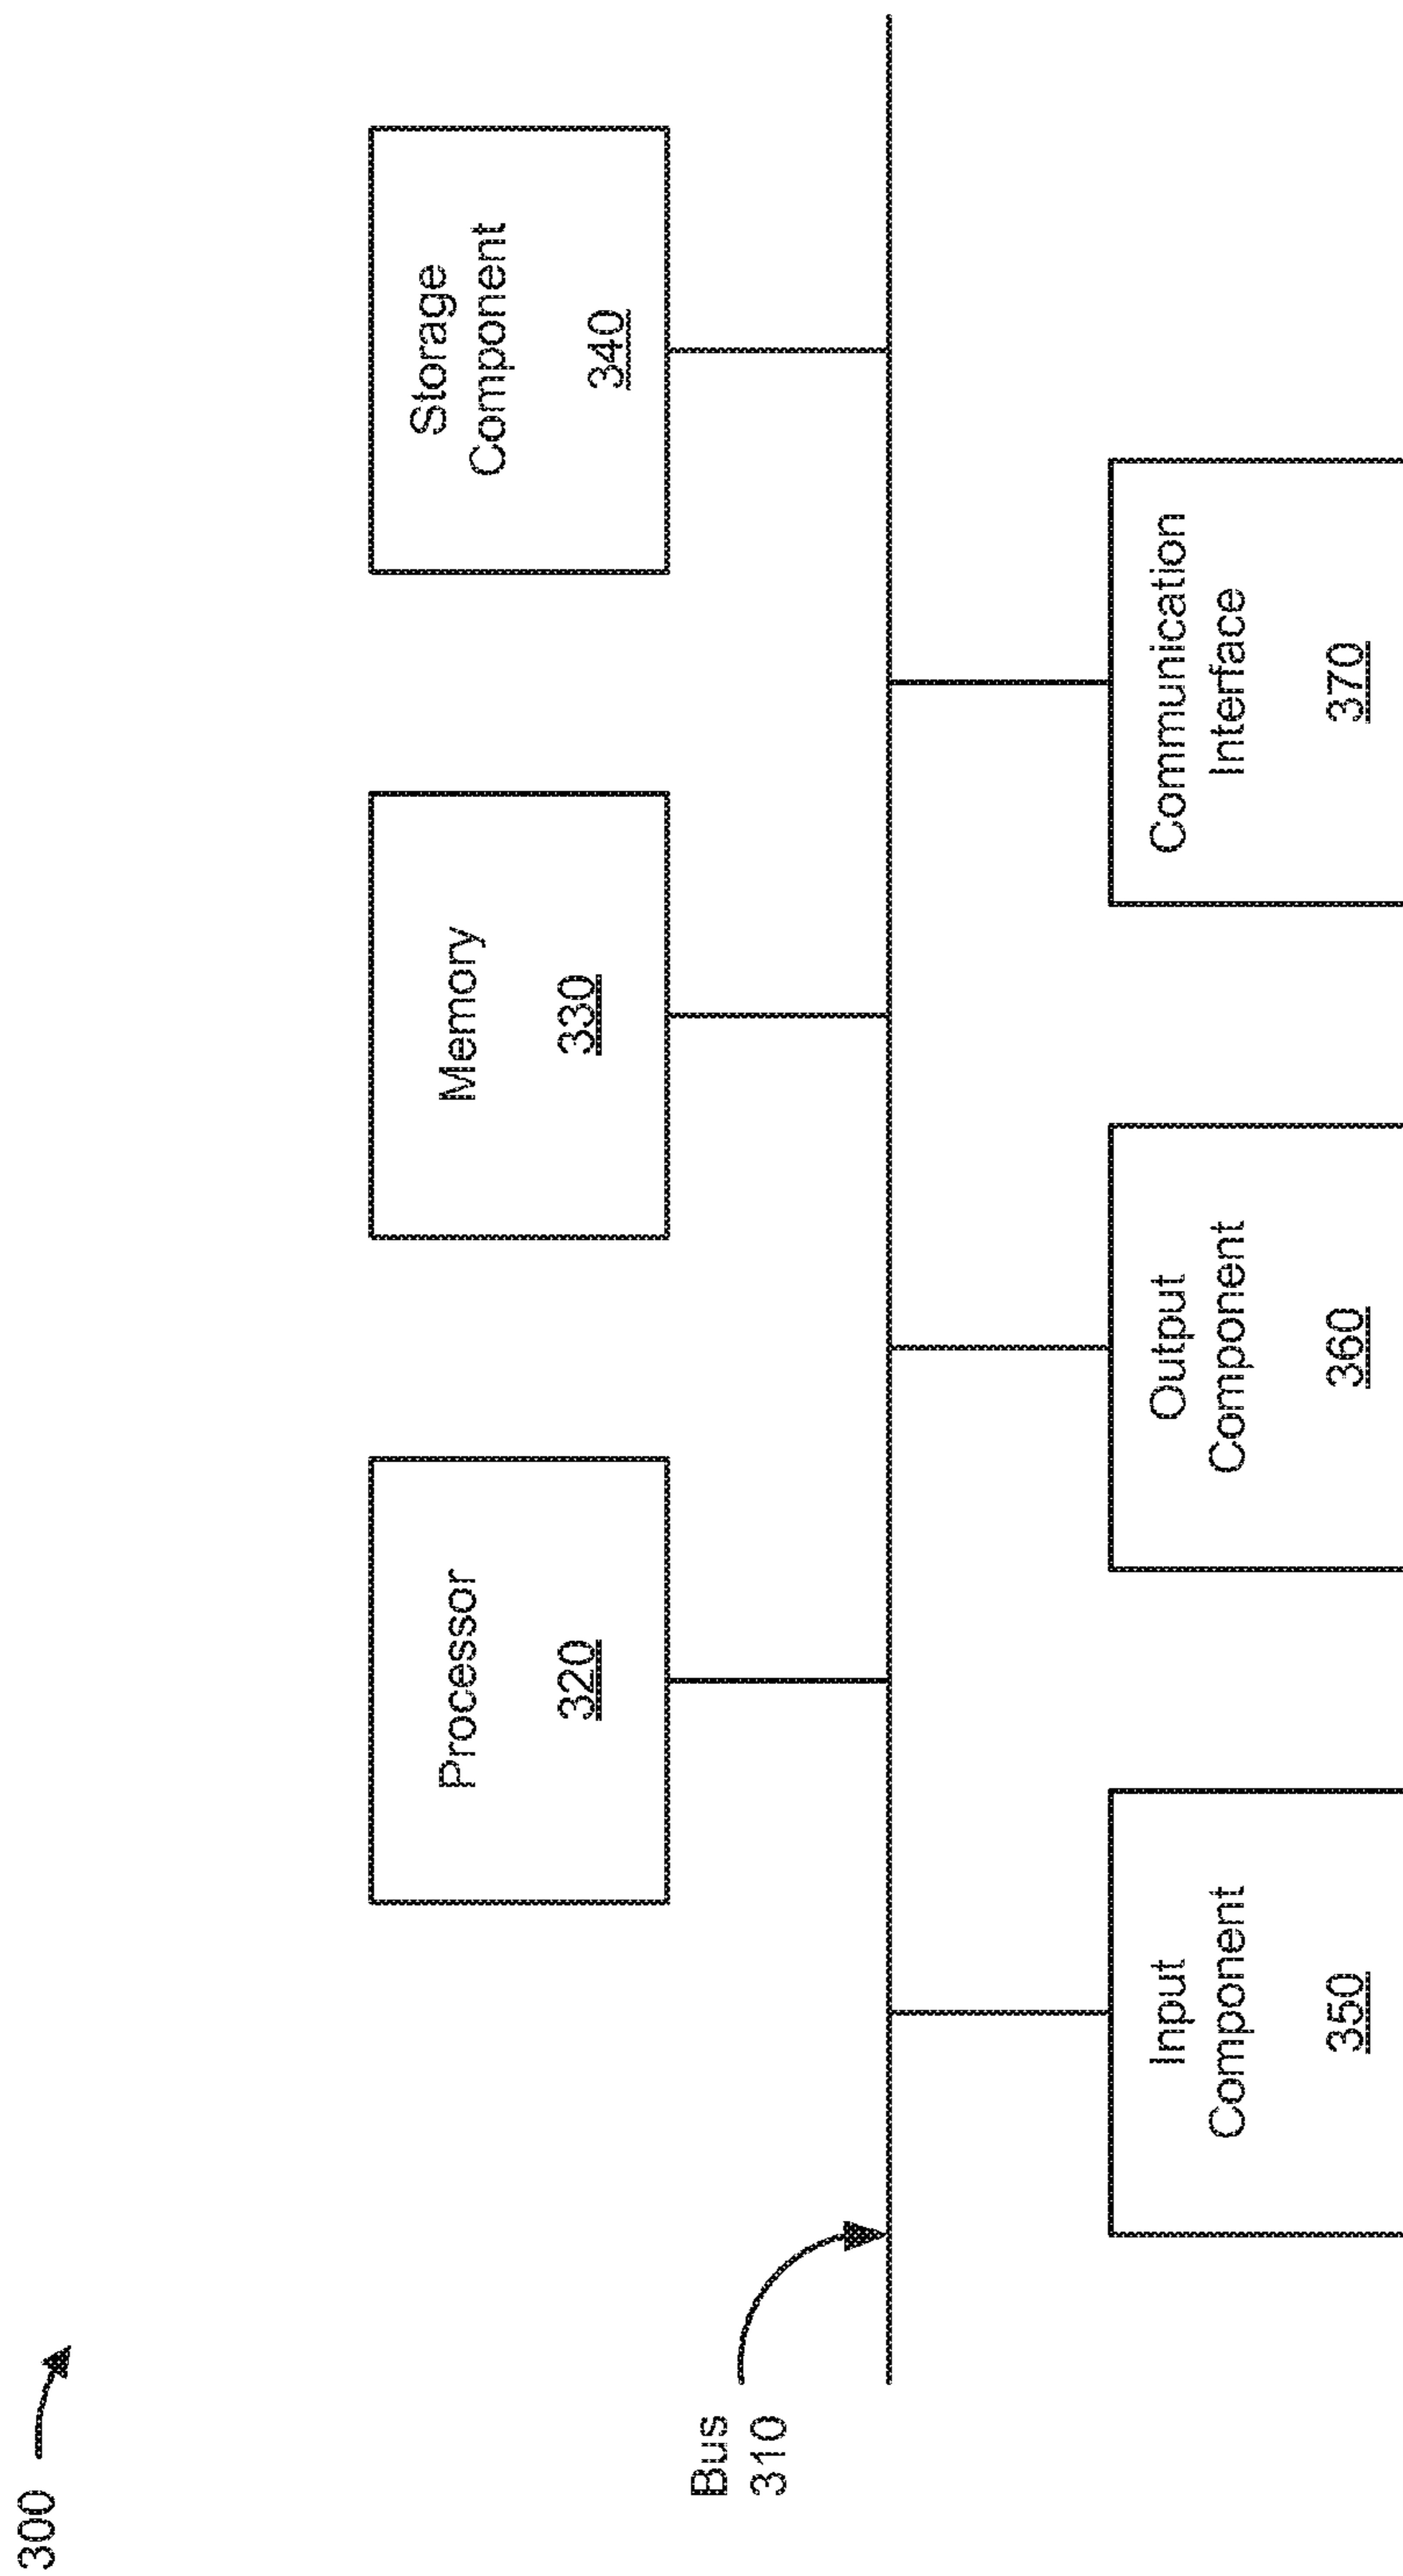 300
Processor
320
Memory
330
Storage
Component
340
Bus
310
Input
Component
350
Output
Component
360
Communication
Interface
370